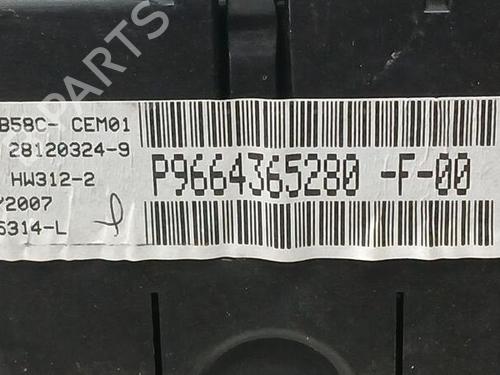 B58C- CEM01
28120324-9
HW312-2
/2007
6314-L
P9664365280 -F-00
B-PARTS